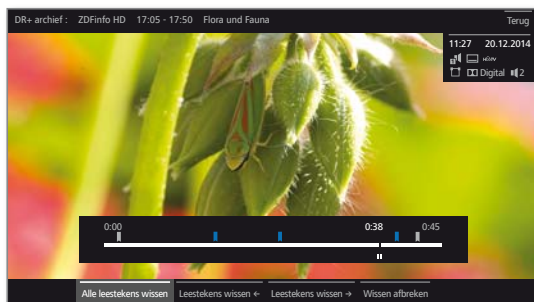 DR+ archief : ZDFinfo HD 17:05 - 17:50 Flora und Fauna Terug
11:27 20.12.2014
Digital 2
0:00 0:38 0:45
Alle leestekens wissen Leestekens wissen ← Leestekens wissen → Wissen afbreken